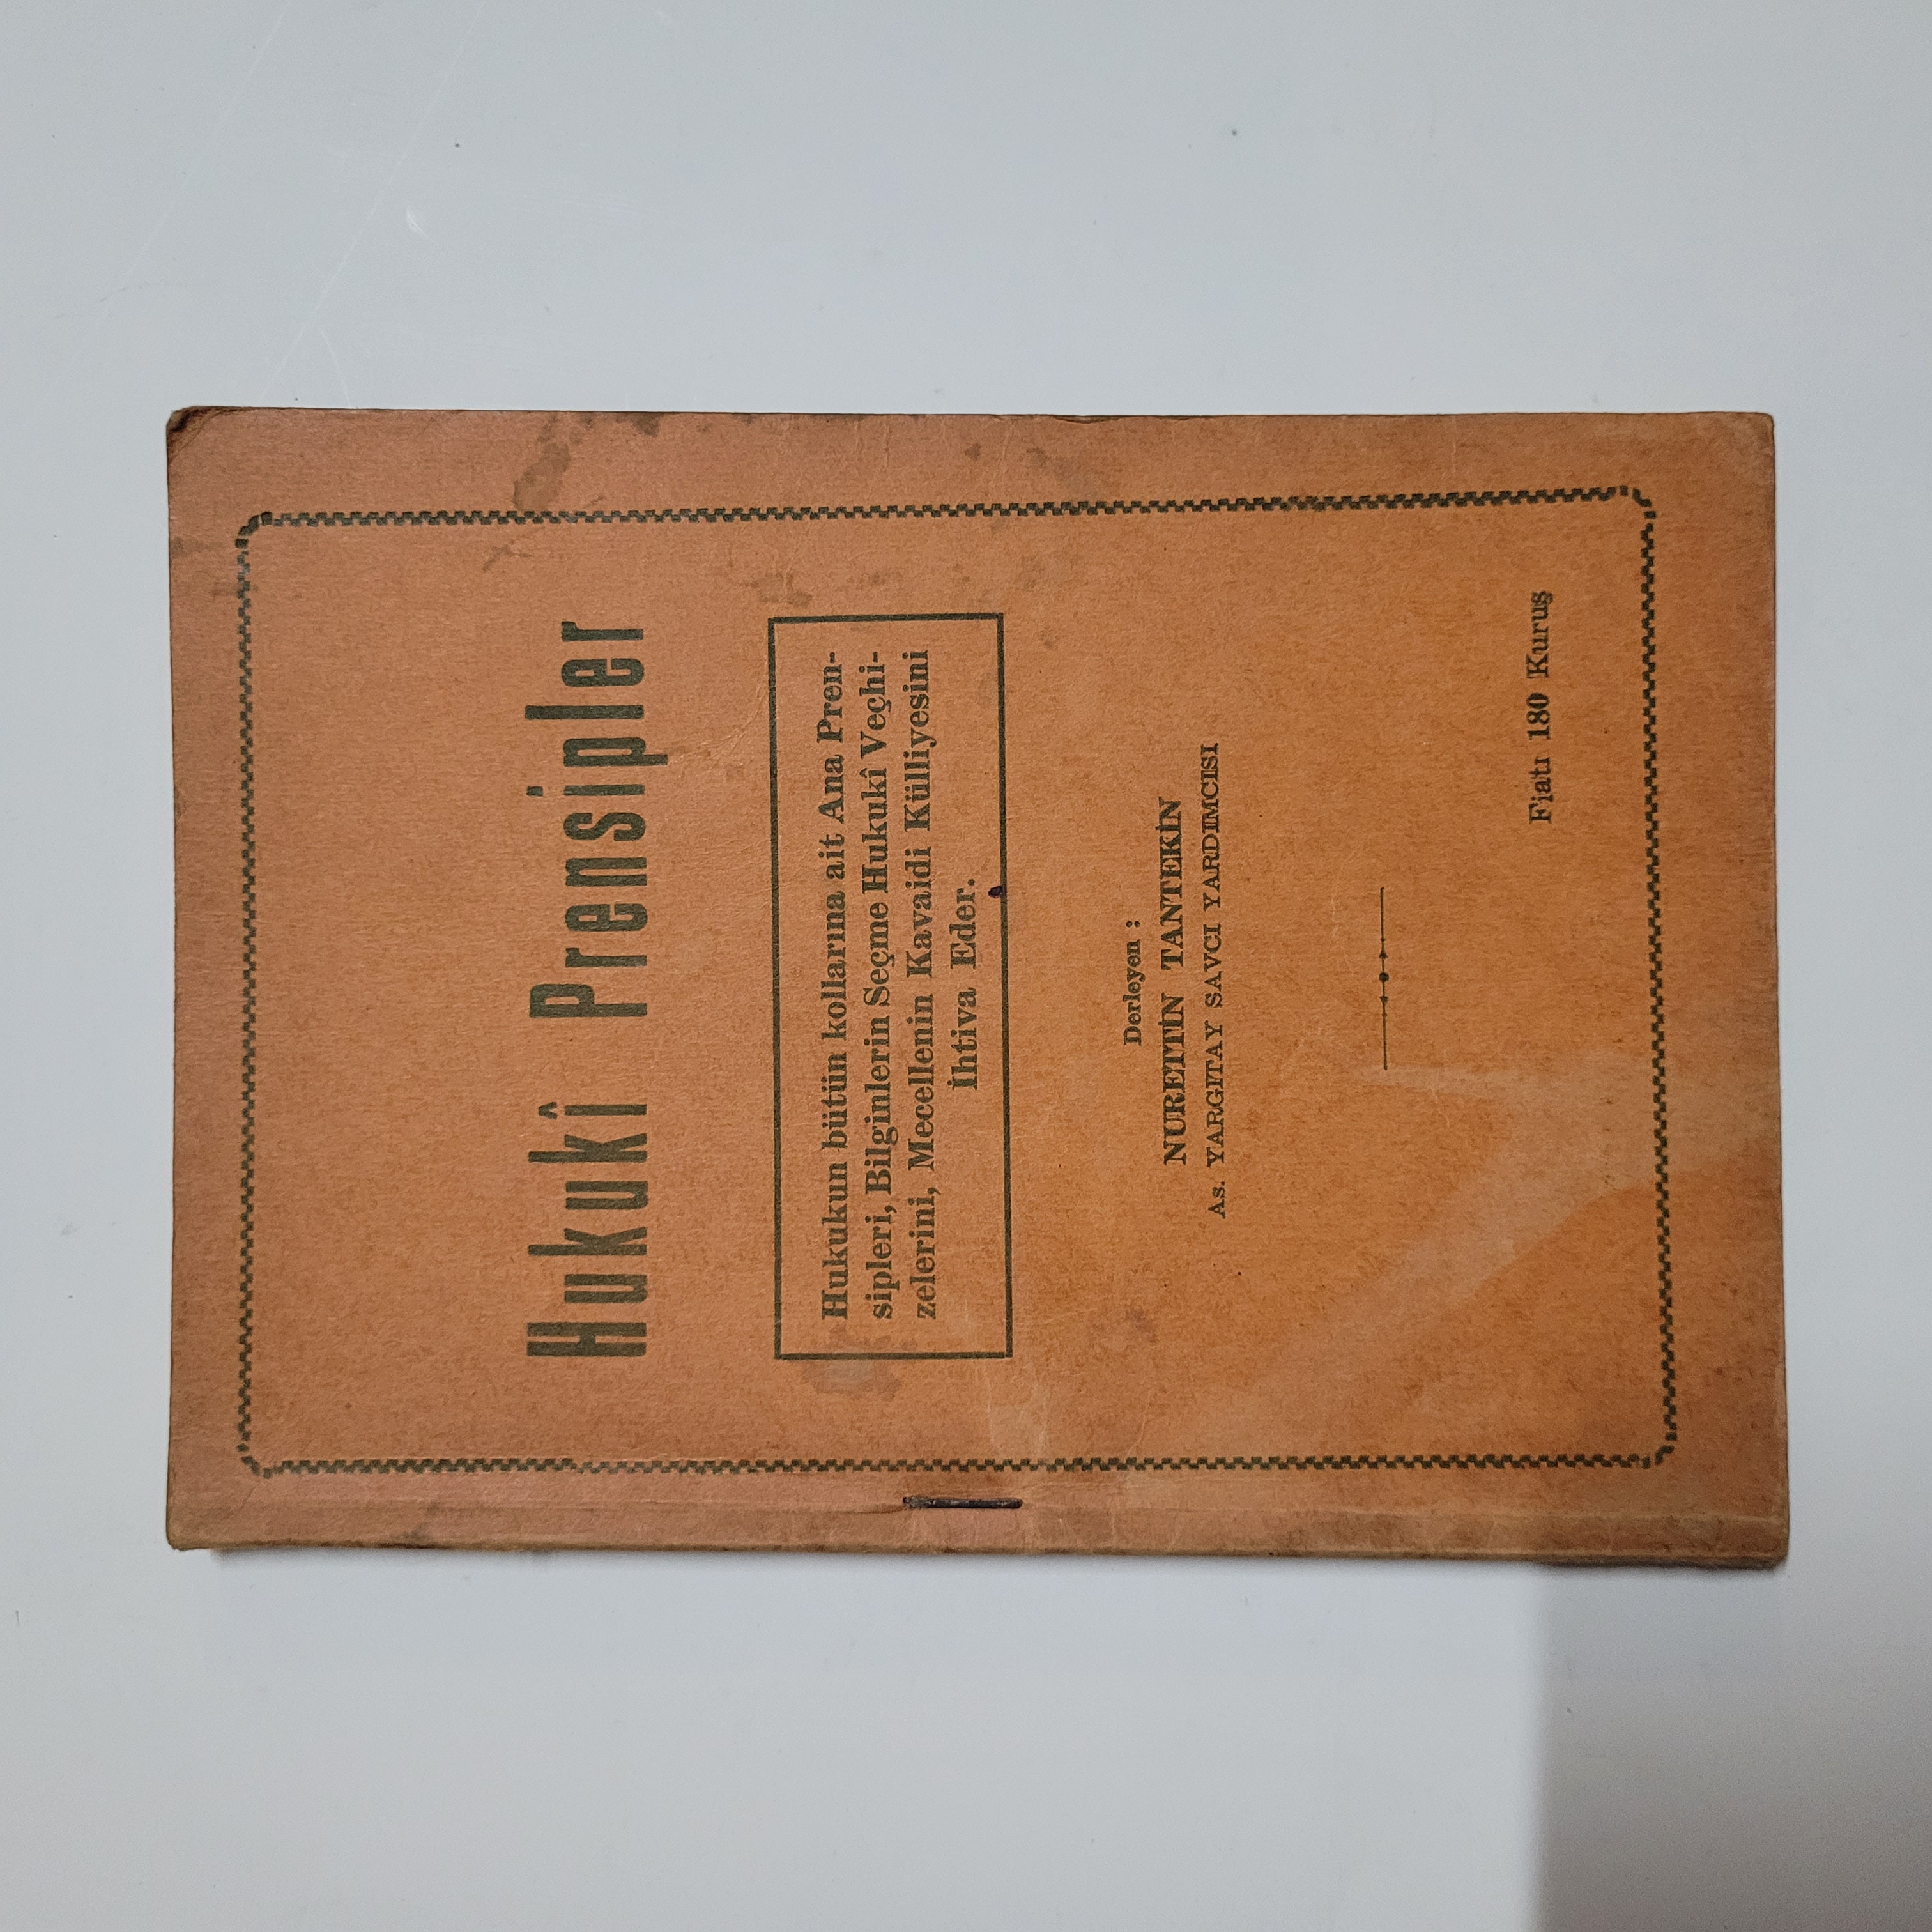 Hukukî Prensipler
Hukukun bütün kollarına ait Ana Pren-
sipleri, Bilginlerin Seçme Hukukî Veçhi-
zelerini, Mecellenin Kavaidi Külliyesini
İhtiva Eder.
Derleyen :
NURETTİN TANTEKİN
As. YARGITAY SAVCI YARDIMCISI
Fiatı 180 Kuruş